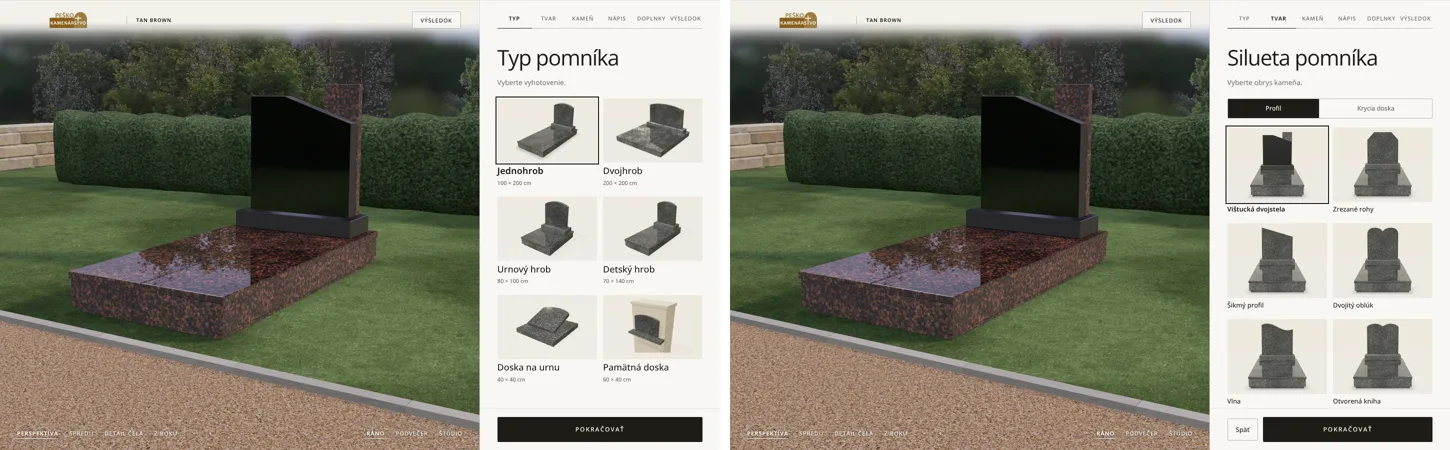 PEŠKO
KAMENÁRSTVO
TAN BROWN
VÝSLEDOK
TYP TVAR KAMEŇ NÁPIS DOPLNKY VÝSLEDOK
Typ pomníka
Vyberte vyhotovenie.
Jednohrob Dvojhrob
100 × 200 cm 200 × 200 cm
Urnový hrob Detský hrob
80 × 100 cm 70 × 140 cm
Doska na urnu Pamätná doska
40 × 40 cm 60 × 40 cm
PERSPEKTÍVA SPREDU DETAIL ČELA Z BOKU
RÁNO PODVEČER ŠTÚDIO
POKRAČOVAŤ
PEŠKO
KAMENÁRSTVO
TAN BROWN
VÝSLEDOK
TYP TVAR KAMEŇ NÁPIS DOPLNKY VÝSLEDOK
Silueta pomníka
Vyberte obrys kameňa.
Profil Krycia doska
Vištucká dvojstela Zrezané rohy
Šikmý profil Dvojitý oblúk
Vlna Otvorená kniha
PERSPEKTÍVA SPREDU DETAIL ČELA Z BOKU
RÁNO PODVEČER ŠTÚDIO
Späť POKRAČOVAŤ